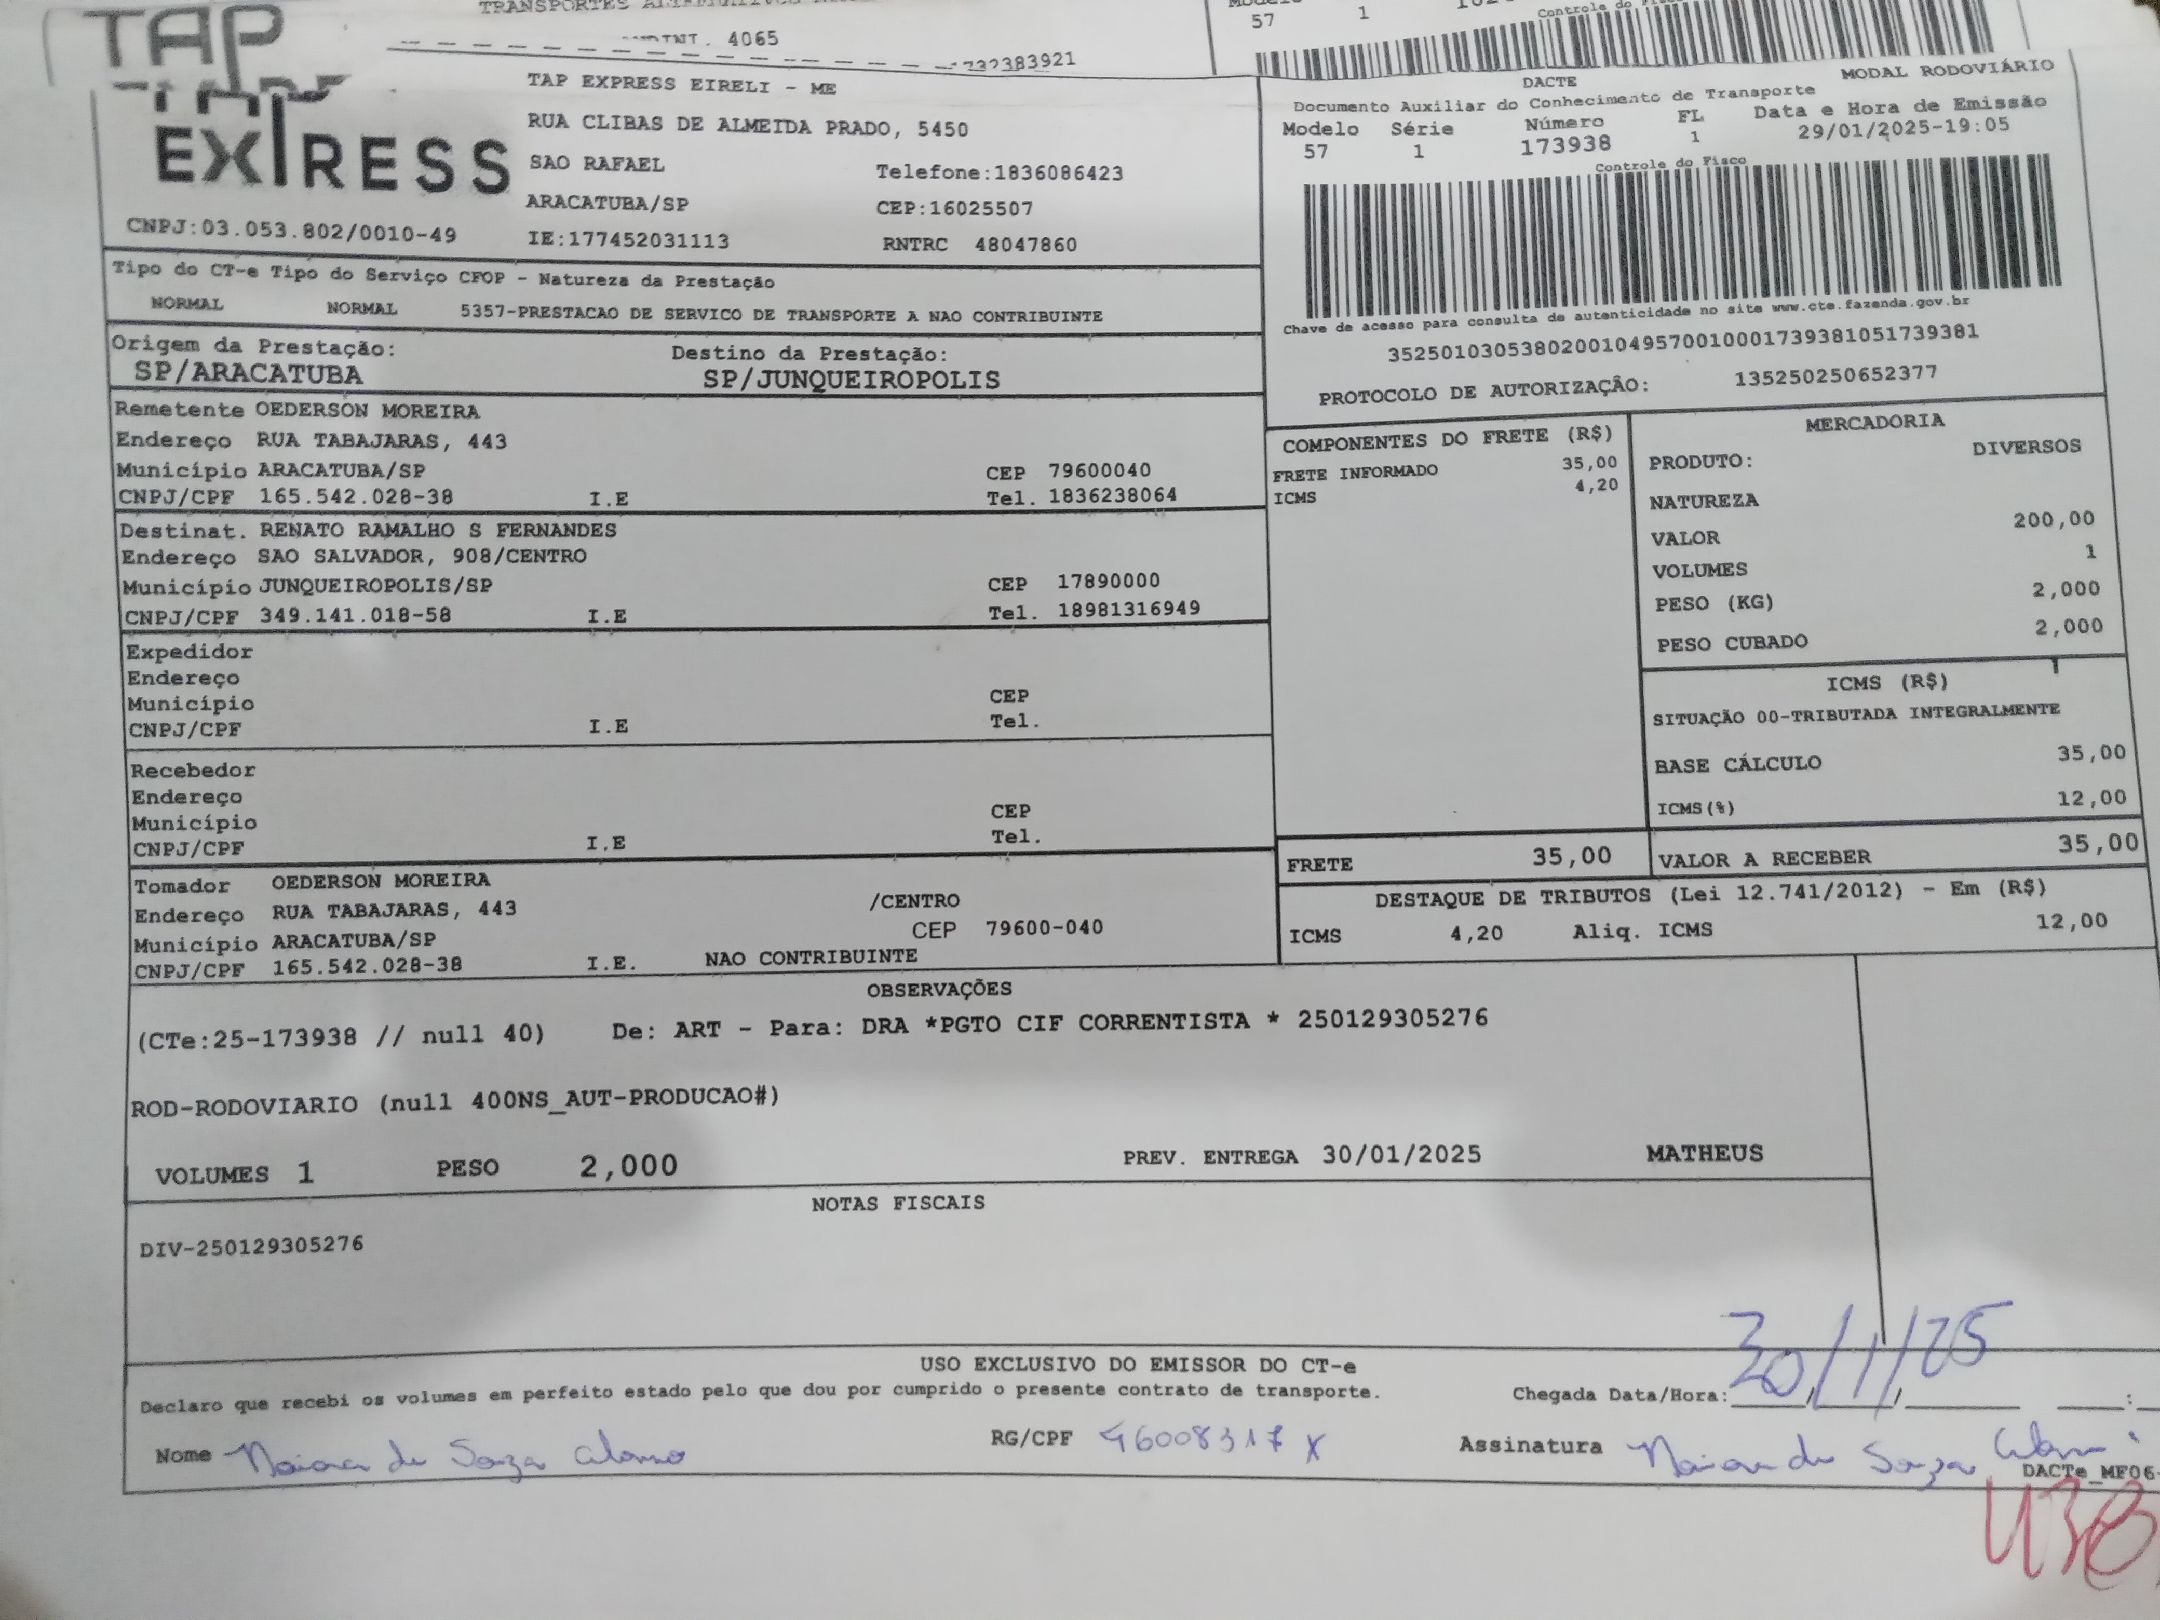 TAP
EXPRESS
4065
1732383921
57 1
TAP EXPRESS EIRELI - ME
RUA CLIBAS DE ALMEIDA PRADO, 5450
SAO RAFAEL Telefone:1836086423
ARACATUBA/SP CEP:16025507
CNPJ:03.053.802/0010-49 IE:177452031113 RNTRC 48047860
DACTE MODAL RODOVIÁRIO
Documento Auxiliar do Conhecimento de Transporte
Modelo Série Número FL Data e Hora de Emissão
57 1 173938 1 29/01/2025-19:05
Controle do Fisco
Chave de acesso para consulta de autenticidade no site www.cte.fazenda.gov.br
35250103053802001049570010001739381051739381
PROTOCOLO DE AUTORIZAÇÃO: 135250250652377
Tipo do CT-e Tipo do Serviço CFOP - Natureza da Prestação
NORMAL NORMAL 5357-PRESTACAO DE SERVICO DE TRANSPORTE A NAO CONTRIBUINTE
Origem da Prestação: Destino da Prestação:
SP/ARACATUBA SP/JUNQUEIROPOLIS
Remetente OEDERSON MOREIRA
Endereço RUA TABAJARAS, 443
Município ARACATUBA/SP CEP 79600040
CNPJ/CPF 165.542.028-38 I.E Tel. 1836238064
Destinat. RENATO RAMALHO S FERNANDES
Endereço SAO SALVADOR, 908/CENTRO
Município JUNQUEIROPOLIS/SP CEP 17890000
CNPJ/CPF 349.141.018-58 I.E Tel. 18981316949
Expedidor
Endereço
Município CEP
CNPJ/CPF I.E Tel.
Recebedor
Endereço
Município CEP
CNPJ/CPF I.E Tel.
Tomador OEDERSON MOREIRA
Endereço RUA TABAJARAS, 443 /CENTRO
Município ARACATUBA/SP CEP 79600-040
CNPJ/CPF 165.542.028-38 I.E. NAO CONTRIBUINTE
COMPONENTES DO FRETE (R$)
FRETE INFORMADO 35,00
ICMS 4,20
MERCADORIA
PRODUTO: DIVERSOS
NATUREZA
VALOR 200,00
VOLUMES 1
PESO (KG) 2,000
PESO CUBADO 2,000
ICMS (R$)
SITUAÇÃO 00-TRIBUTADA INTEGRALMENTE
BASE CÁLCULO 35,00
ICMS(%) 12,00
FRETE 35,00 VALOR A RECEBER 35,00
DESTAQUE DE TRIBUTOS (Lei 12.741/2012) - Em (R$)
ICMS 4,20 Aliq. ICMS 12,00
OBSERVAÇÕES
(CTe:25-173938 // null 40) De: ART - Para: DRA *PGTO CIF CORRENTISTA * 250129305276
ROD-RODOVIARIO (null 400NS_AUT-PRODUCAO#)
VOLUMES 1 PESO 2,000 PREV. ENTREGA 30/01/2025 MATHEUS
NOTAS FISCAIS
DIV-250129305276
USO EXCLUSIVO DO EMISSOR DO CT-e
Declaro que recebi os volumes em perfeito estado pelo que dou por cumprido o presente contrato de transporte. Chegada Data/Hora: 30/1/25
Nome de Souza RG/CPF 46008317 X Assinatura de Souza
DACTe_MF06-